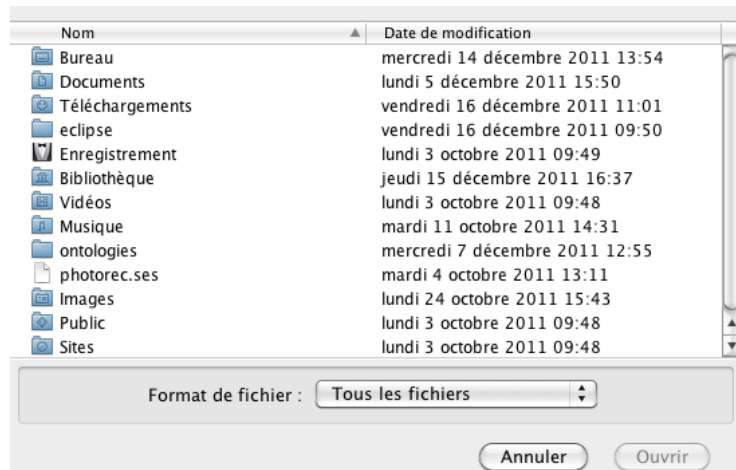 Nom Date de modification
Bureau mercredi 14 décembre 2011 13:54
Documents lundi 5 décembre 2011 15:50
Téléchargements vendredi 16 décembre 2011 11:01
eclipse vendredi 16 décembre 2011 09:50
Enregistrement lundi 3 octobre 2011 09:49
Bibliothèque jeudi 15 décembre 2011 16:37
Vidéos lundi 3 octobre 2011 09:48
Musique mardi 11 octobre 2011 14:31
ontologies mercredi 7 décembre 2011 12:55
photorec.ses mardi 4 octobre 2011 13:11
Images lundi 24 octobre 2011 15:43
Public lundi 3 octobre 2011 09:48
Sites lundi 3 octobre 2011 09:48
Format de fichier : Tous les fichiers
Annuler Ouvrir